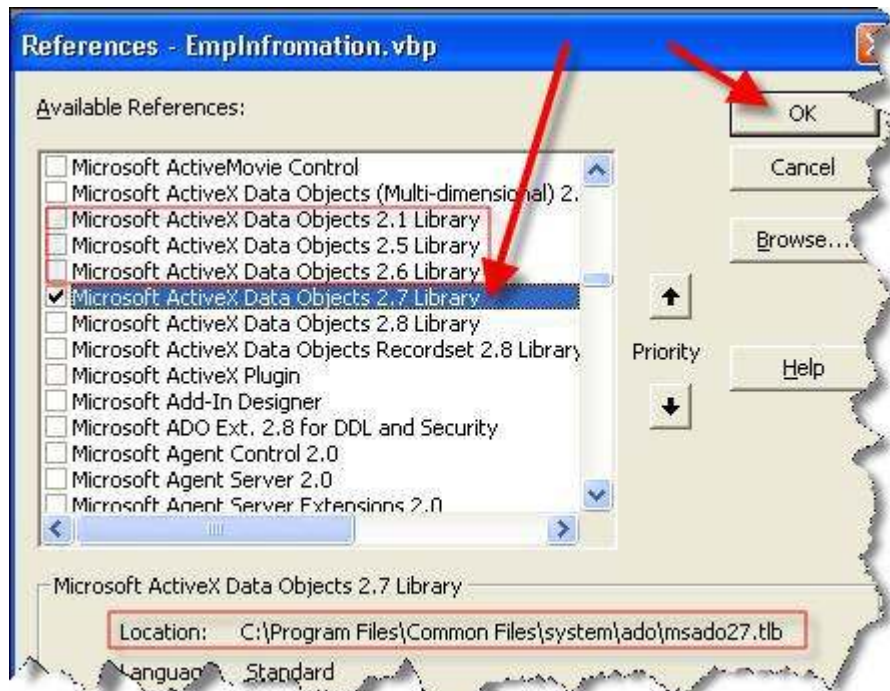 References - EmpInfromation.vbp
Available References:
OK
Microsoft ActiveMovie Control
Cancel
Microsoft ActiveX Data Objects (Multi-dimensional) 2.
Microsoft ActiveX Data Objects 2.1 Library
Microsoft ActiveX Data Objects 2.5 Library
Browse...
Microsoft ActiveX Data Objects 2.6 Library
Microsoft ActiveX Data Objects 2.7 Library
Microsoft ActiveX Data Objects 2.8 Library
Microsoft ActiveX Data Objects Recordset 2.8 Library
Priority
Microsoft ActiveX Plugin
Help
Microsoft Add-In Designer
Microsoft ADO Ext. 2.8 for DDL and Security
Microsoft Agent Control 2.0
Microsoft Agent Server 2.0
Microsoft Agent Server Extensions 2.0
Microsoft ActiveX Data Objects 2.7 Library
Location: C:\Program Files\Common Files\system\ado\msado27.tlb
Language Standard